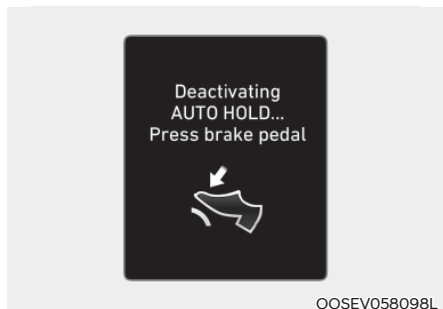 Deactivating
AUTO HOLD...
Press brake pedal
OOSEV058098L